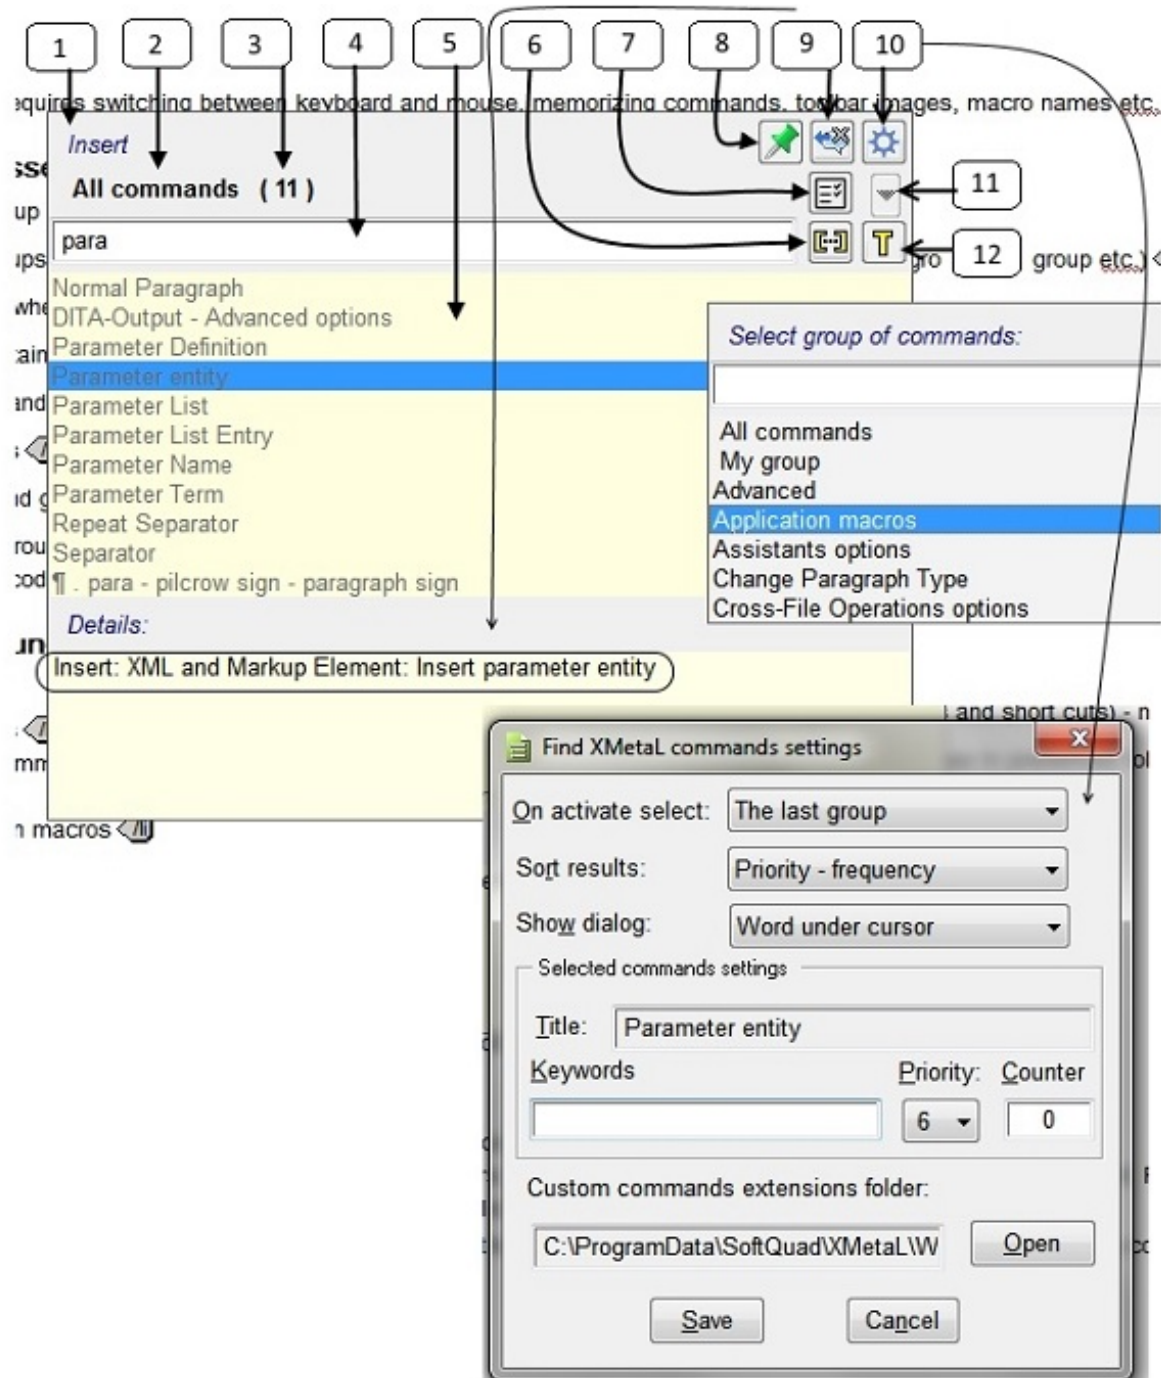 1 2 3 4 5 6 7 8 9 10
equires switching between keyboard and mouse, memorizing commands, toolbar images, macro names etc.
Insert
All commands ( 11 )
11
up
para
12
group etc.)
Normal Paragraph
DITA-Output - Advanced options
Parameter Definition
Parameter entity
Parameter List
Parameter List Entry
Parameter Name
Parameter Term
Repeat Separator
Separator
¶ . para - pilcrow sign - paragraph sign
Select group of commands:
All commands
My group
Advanced
Application macros
Assistants options
Change Paragraph Type
Cross-File Operations options
Details:
Insert: XML and Markup Element: Insert parameter entity
and short cuts) - n
n macros
Find XMetaL commands settings
On activate select: The last group
Sort results: Priority - frequency
Show dialog: Word under cursor
Selected commands settings
Title: Parameter entity
Keywords Priority: Counter
6 0
Custom commands extensions folder:
C:\ProgramData\SoftQuad\XMetaL\W Open
Save Cancel